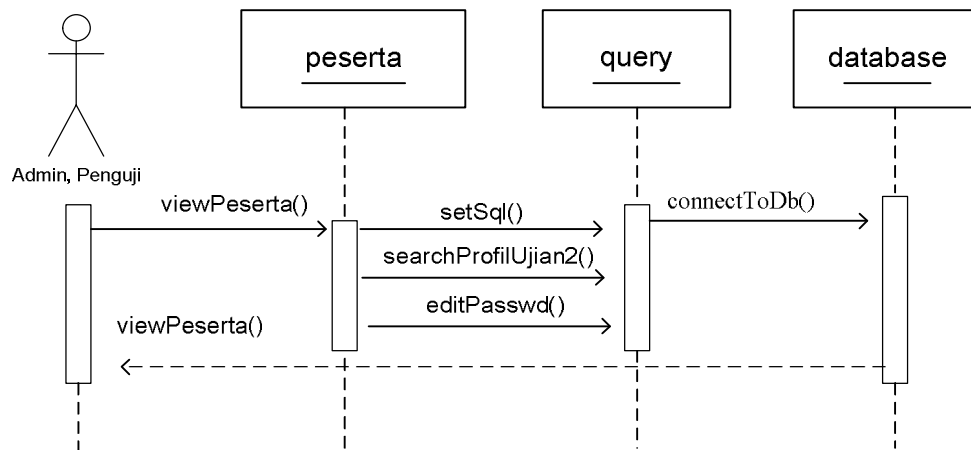 peserta
query
database
Admin, Penguji
viewPeserta()
setSql()
connectToDb()
searchProfilUjian2()
editPasswd()
viewPeserta()